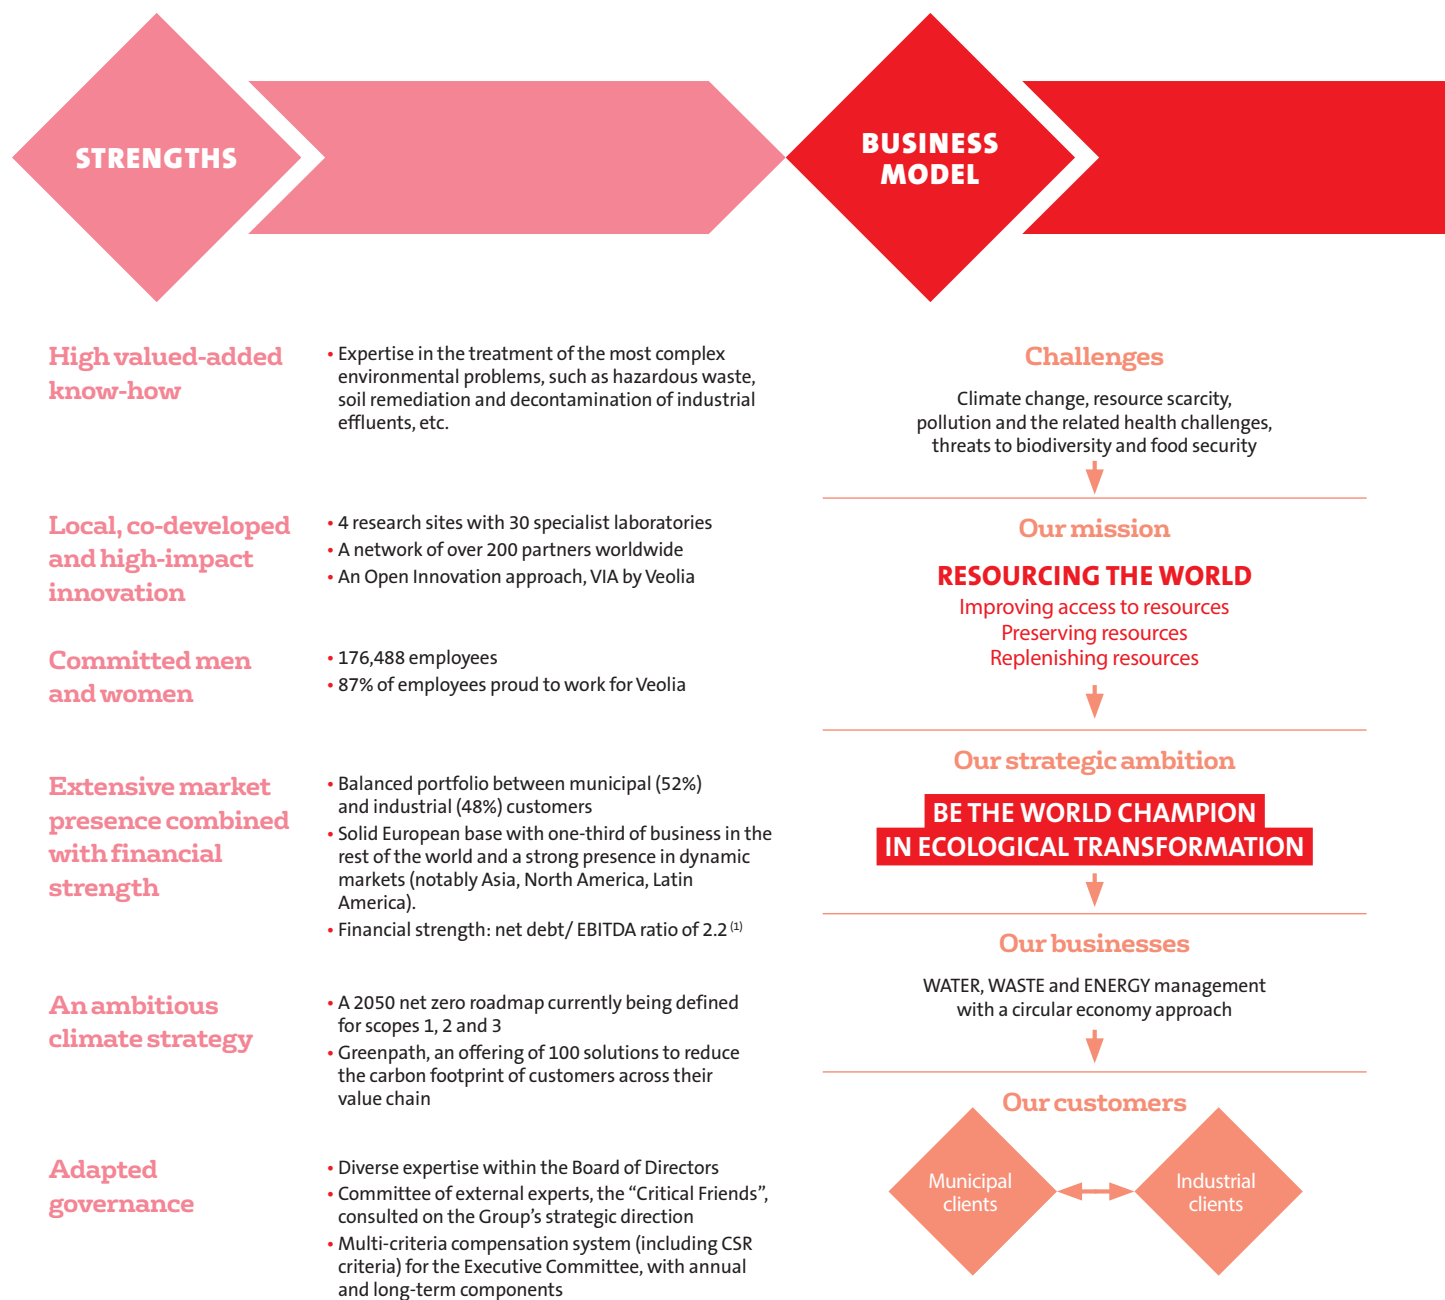 STRENGTHS
High valued-added
know-how
• Expertise in the treatment of the most complex
environmental problems, such as hazardous waste,
soil remediation and decontamination of industrial
effluents, etc.
Local, co-developed
and high-impact
innovation
• 4 research sites with 30 specialist laboratories
• A network of over 200 partners worldwide
• An Open Innovation approach, VIA by Veolia
Committed men
and women
• 176,488 employees
• 87% of employees proud to work for Veolia
Extensive market
presence combined
with financial
strength
• Balanced portfolio between municipal (52%)
and industrial (48%) customers
• Solid European base with one-third of business in the
rest of the world and a strong presence in dynamic
markets (notably Asia, North America, Latin
America).
• Financial strength: net debt/ EBITDA ratio of 2.2 (1)
An ambitious
climate strategy
• A 2050 net zero roadmap currently being defined
for scopes 1, 2 and 3
• Greenpath, an offering of 100 solutions to reduce
the carbon footprint of customers across their
value chain
Adapted
governance
• Diverse expertise within the Board of Directors
• Committee of external experts, the “Critical Friends”,
consulted on the Group’s strategic direction
• Multi-criteria compensation system (including CSR
criteria) for the Executive Committee, with annual
and long-term components
BUSINESS
MODEL
Challenges
Climate change, resource scarcity,
pollution and the related health challenges,
threats to biodiversity and food security
Our mission
RESOURCING THE WORLD
Improving access to resources
Preserving resources
Replenishing resources
Our strategic ambition
BE THE WORLD CHAMPION
IN ECOLOGICAL TRANSFORMATION
Our businesses
WATER, WASTE and ENERGY management
with a circular economy approach
Our customers
Municipal
clients
Industrial
clients